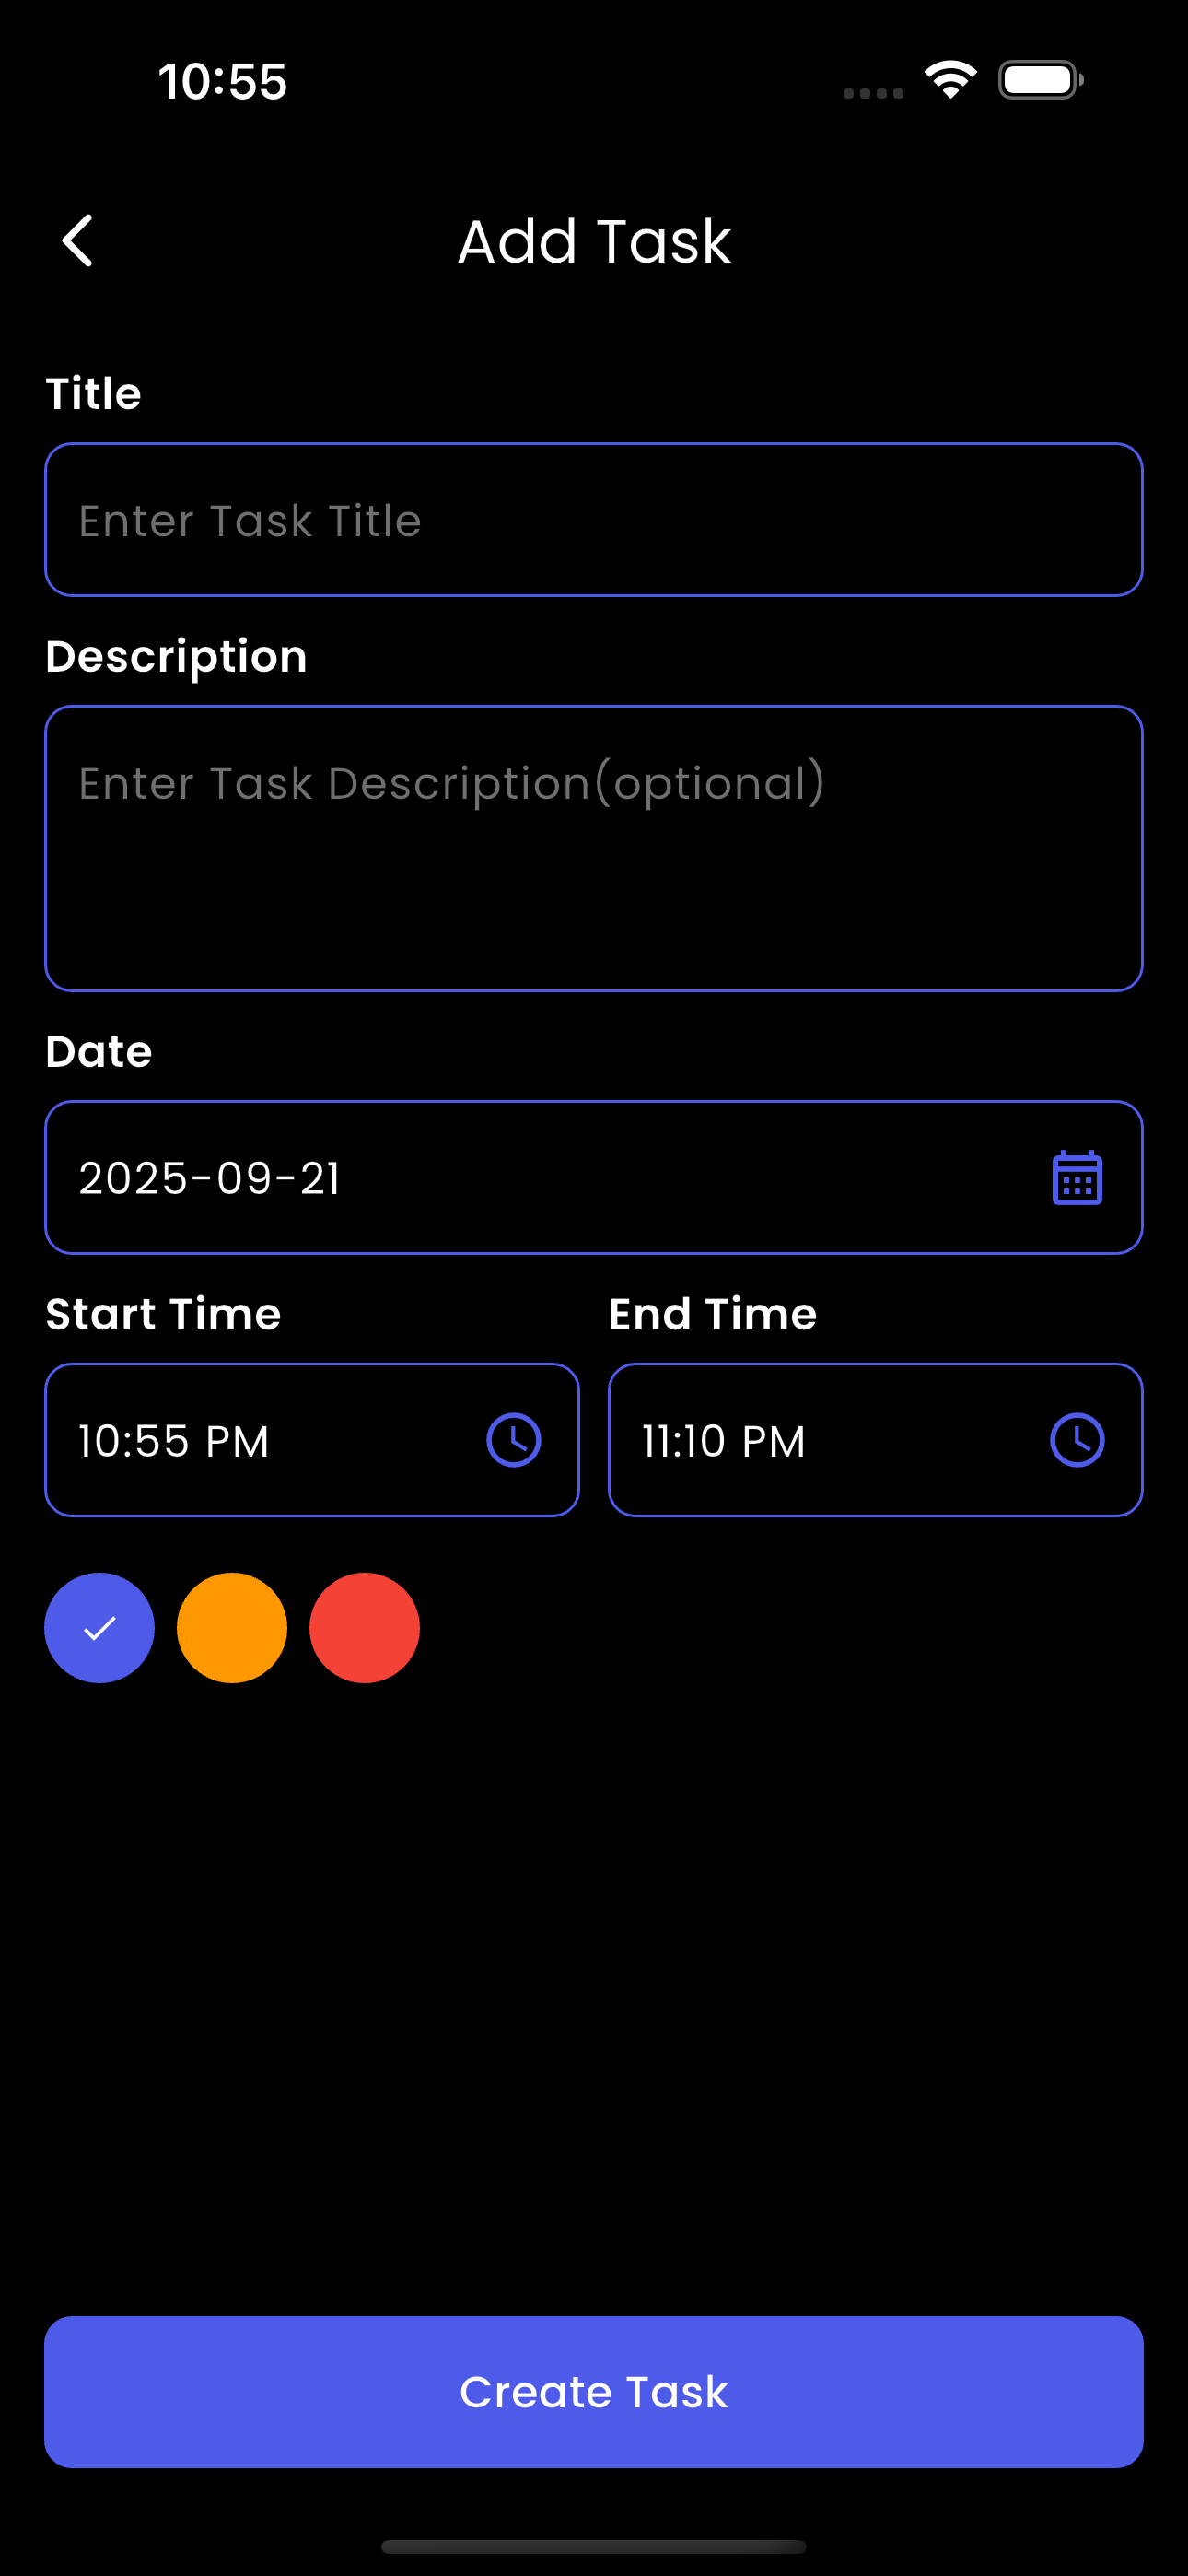 10:55
Add Task
Title
Enter Task Title
Description
Enter Task Description(optional)
Date
2025-09-21
Start Time End Time
10:55 PM 11:10 PM
Create Task